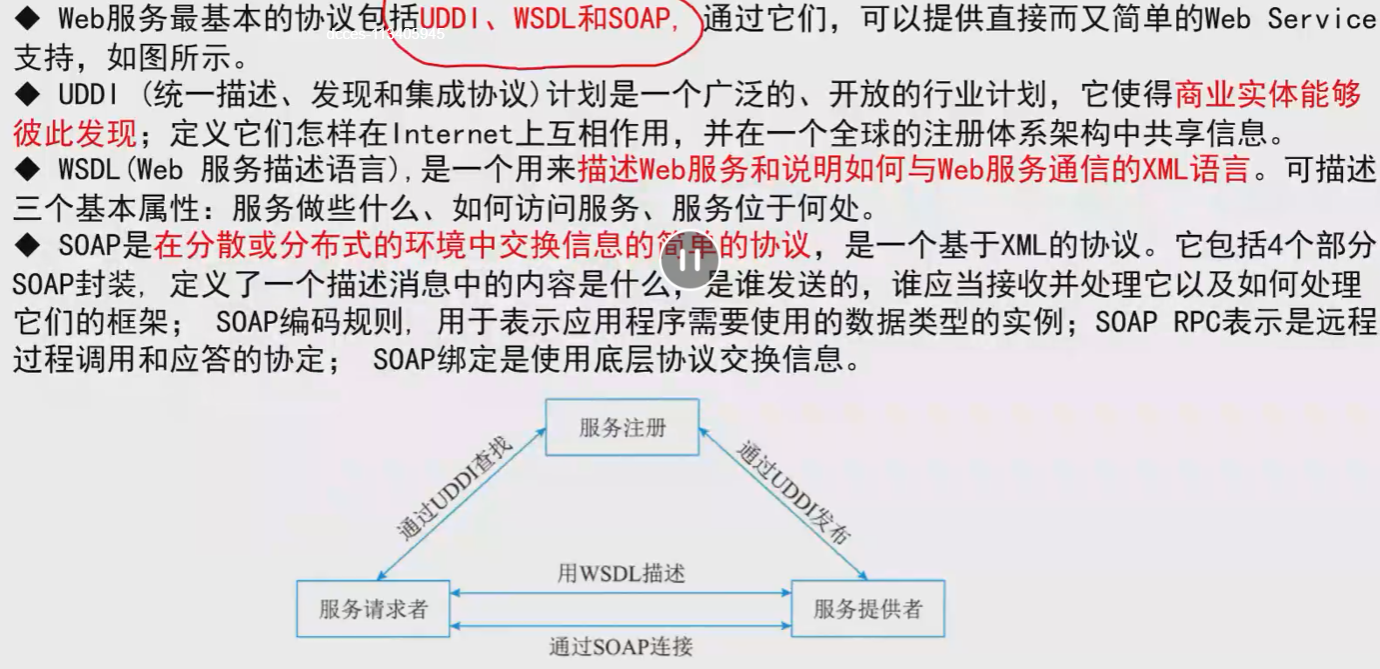 ◆ Web服务最基本的协议包括UDDI、WSDL和SOAP, 通过它们，可以提供直接而又简单的Web Service
dcces-113405945
支持，如图所示。
◆ UDDI (统一描述、发现和集成协议)计划是一个广泛的、开放的行业计划，它使得商业实体能够
彼此发现；定义它们怎样在Internet上互相作用，并在一个全球的注册体系架构中共享信息。
◆ WSDL(Web 服务描述语言),是一个用来描述Web服务和说明如何与Web服务通信的XML语言。可描述
三个基本属性：服务做些什么、如何访问服务、服务位于何处。
◆ SOAP是在分散或分布式的环境中交换信息的简单的协议，是一个基于XML的协议。它包括4个部分
SOAP封装, 定义了一个描述消息中的内容是什么，是谁发送的，谁应当接收并处理它以及如何处理
它们的框架； SOAP编码规则, 用于表示应用程序需要使用的数据类型的实例；SOAP RPC表示是远程
过程调用和应答的协定； SOAP绑定是使用底层协议交换信息。
服务注册
通过UDDI查找
通过UDDI发布
用WSDL描述
服务请求者
服务提供者
通过SOAP连接